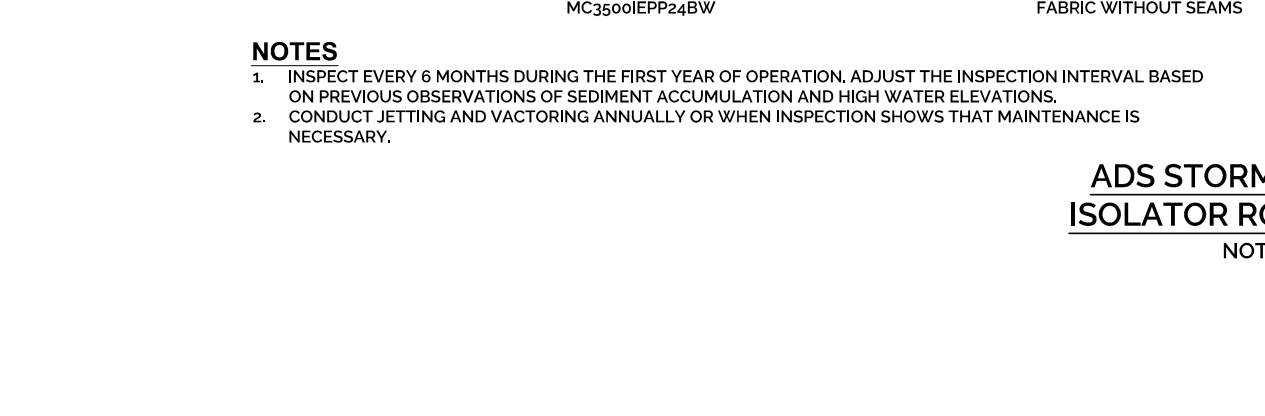 MC3500IEPP24BW FABRIC WITHOUT SEAMS
NOTES
1. INSPECT EVERY 6 MONTHS DURING THE FIRST YEAR OF OPERATION. ADJUST THE INSPECTION INTERVAL BASED
ON PREVIOUS OBSERVATIONS OF SEDIMENT ACCUMULATION AND HIGH WATER ELEVATIONS.
2. CONDUCT JETTING AND VACTORING ANNUALLY OR WHEN INSPECTION SHOWS THAT MAINTENANCE IS
NECESSARY.
ADS STORM
ISOLATOR RO
NOT